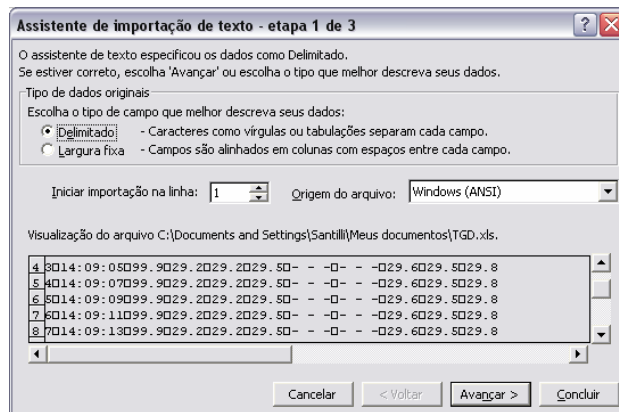 Assistente de importação de texto - etapa 1 de 3
O assistente de texto especificou os dados como Delimitado.
Se estiver correto, escolha 'Avançar' ou escolha o tipo que melhor descreva seus dados.
Tipo de dados originais
Escolha o tipo de campo que melhor descreva seus dados:
Delimitado - Caracteres como vírgulas ou tabulações separam cada campo.
Largura fixa - Campos são alinhados em colunas com espaços entre cada campo.
Iniciar importação na linha: 1 Origem do arquivo: Windows (ANSI)
Visualização do arquivo C:\Documents and Settings\Santilli\Meus documentos\TGD.xls.
4 3□14:09:05□99.9□29.2□29.2□29.5□- - -□- - -□29.6□29.5□29.8
5 4□14:09:07□99.9□29.2□29.2□29.5□- - -□- - -□29.6□29.5□29.8
6 5□14:09:09□99.9□29.2□29.2□29.5□- - -□- - -□29.6□29.5□29.8
7 6□14:09:11□99.9□29.2□29.2□29.5□- - -□- - -□29.6□29.5□29.8
8 7□14:09:13□99.9□29.2□29.2□29.5□- - -□- - -□29.6□29.5□29.8
Cancelar < Voltar Avançar > Concluir